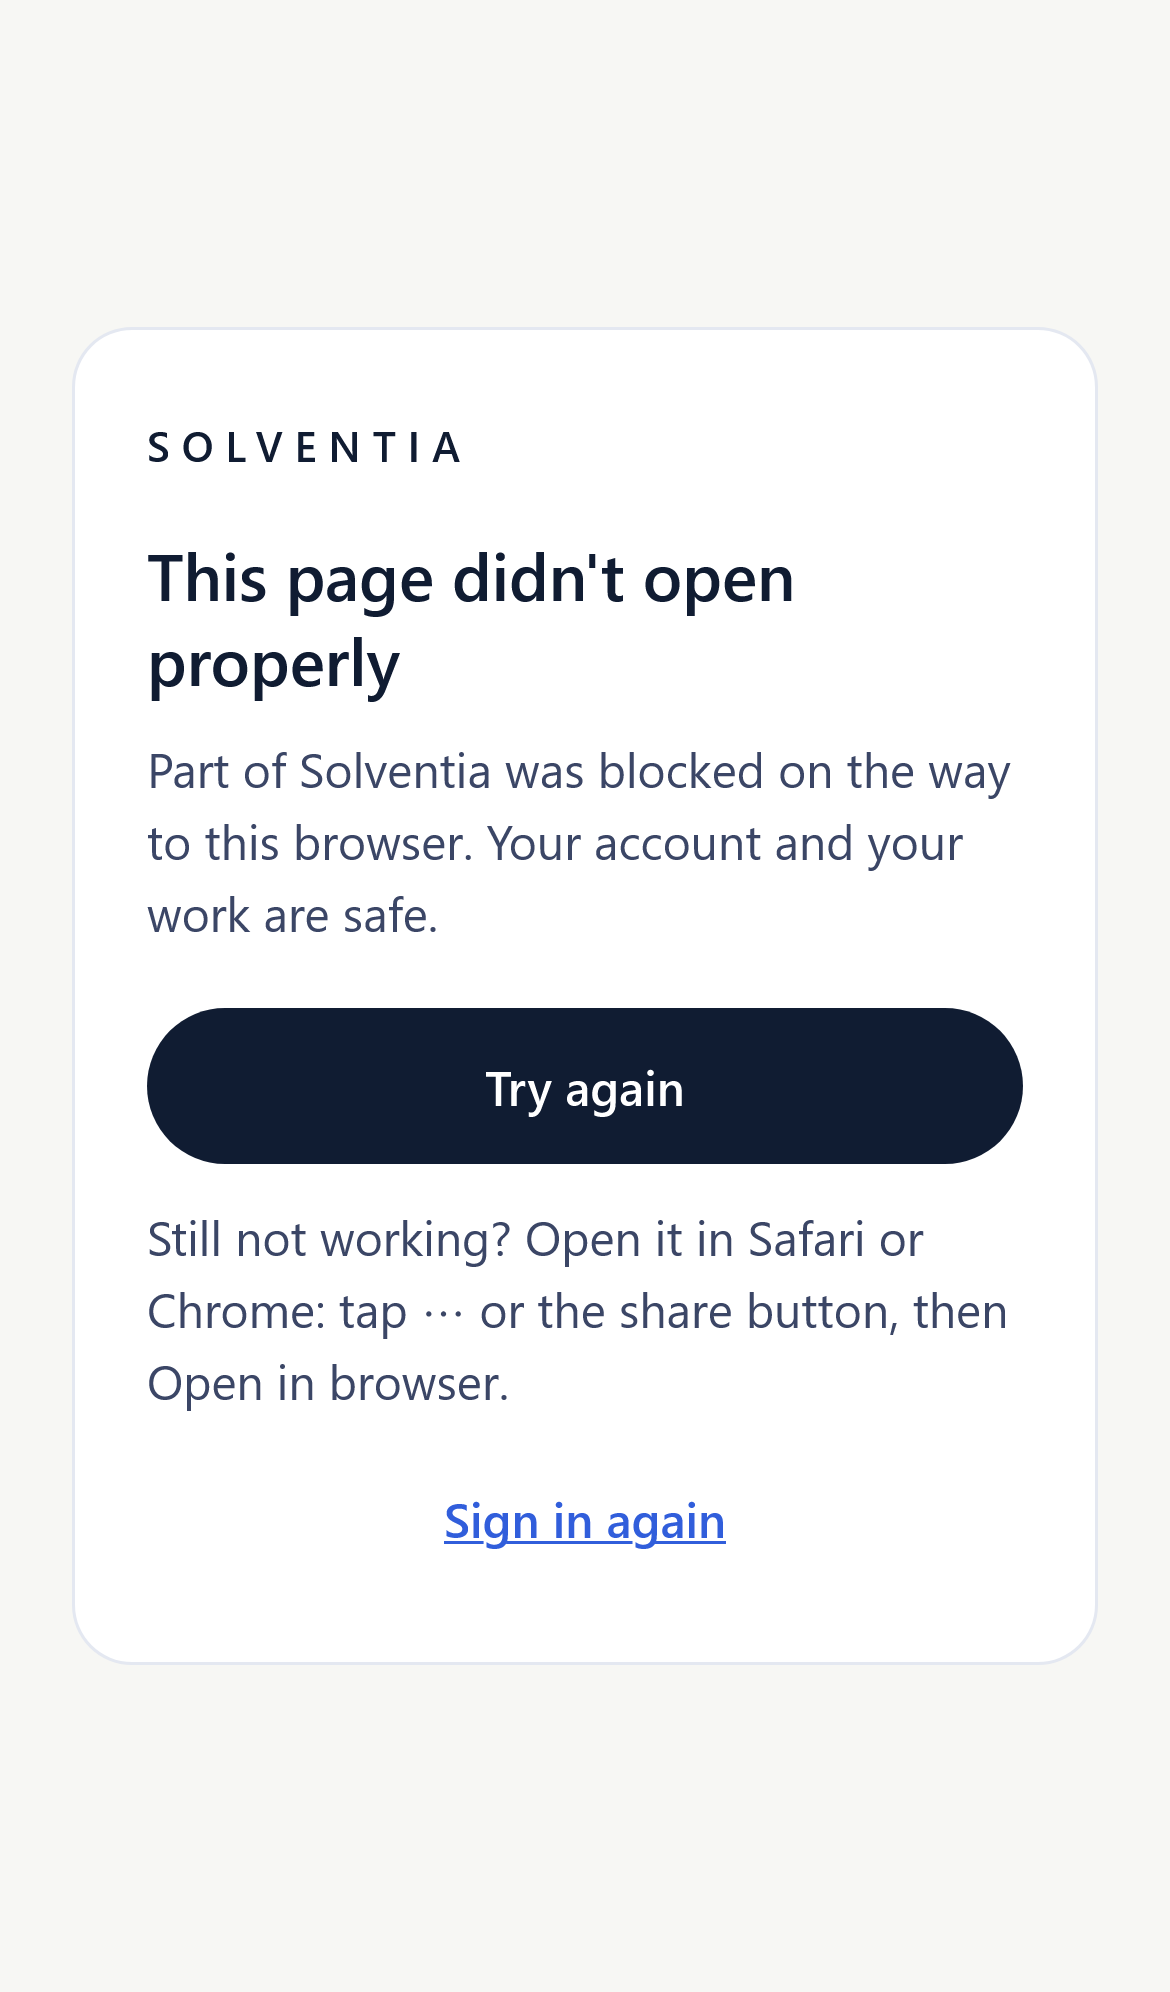 SOLVENTIA
This page didn't open
properly
Part of Solventia was blocked on the way
to this browser. Your account and your
work are safe.
Try again
Still not working? Open it in Safari or
Chrome: tap ··· or the share button, then
Open in browser.
Sign in again